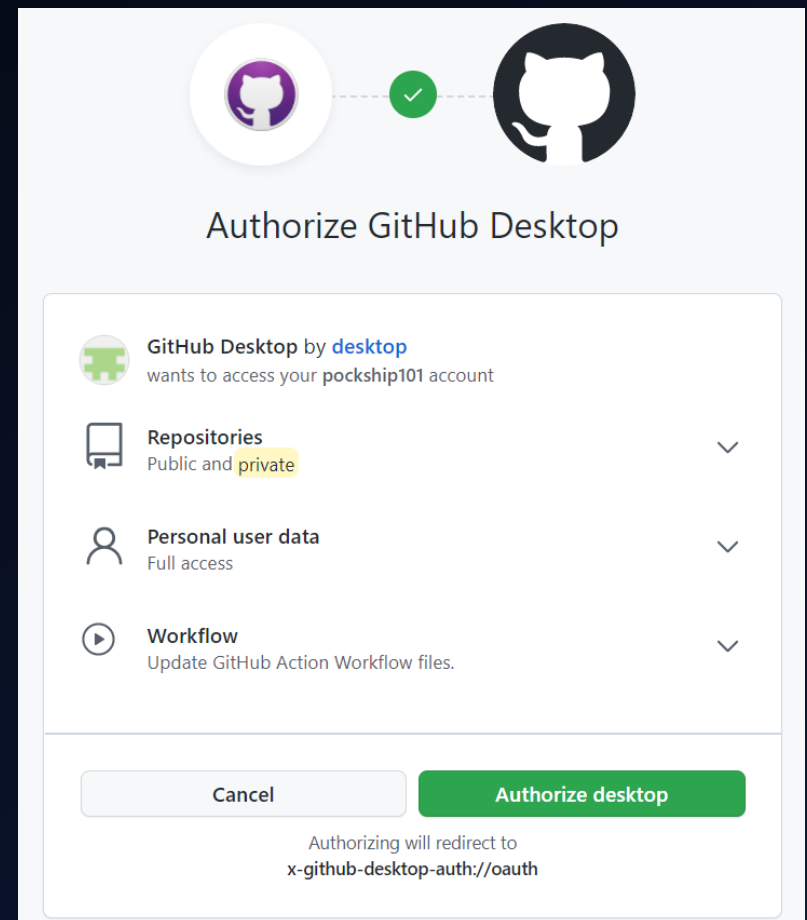 Authorize GitHub Desktop
GitHub Desktop by desktop
wants to access your pockship101 account
Repositories
Public and private
Personal user data
Full access
Workflow
Update GitHub Action Workflow files.
Cancel
Authorize desktop
Authorizing will redirect to
x-github-desktop-auth://oauth